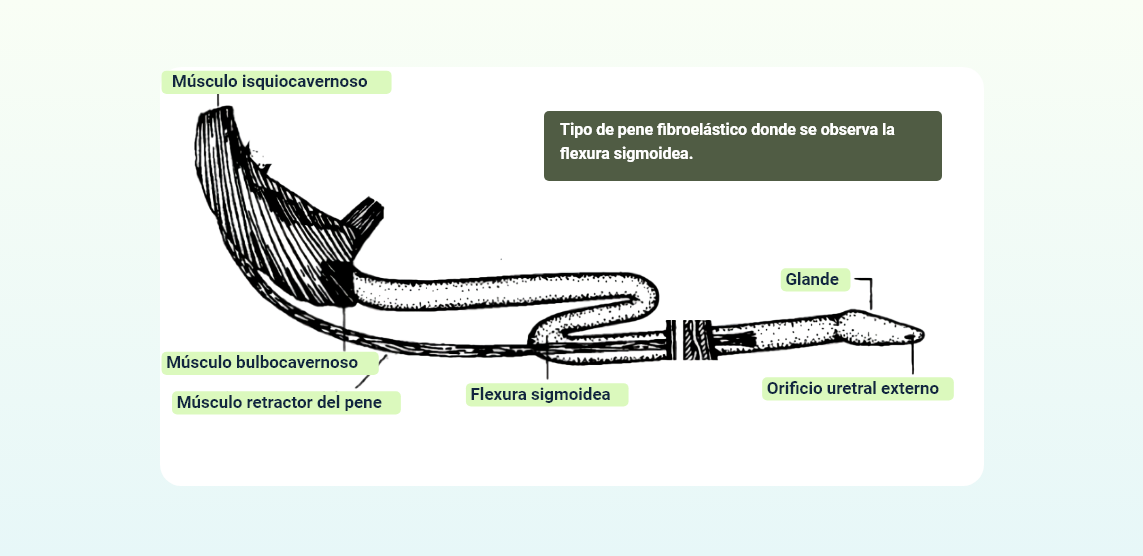 Músculo isquiocavernoso
Tipo de pene fibroelástico donde se observa la
flexura sigmoidea.
Glande
Músculo bulbocavernoso
Músculo retractor del pene
Flexura sigmoidea
Orificio uretral externo